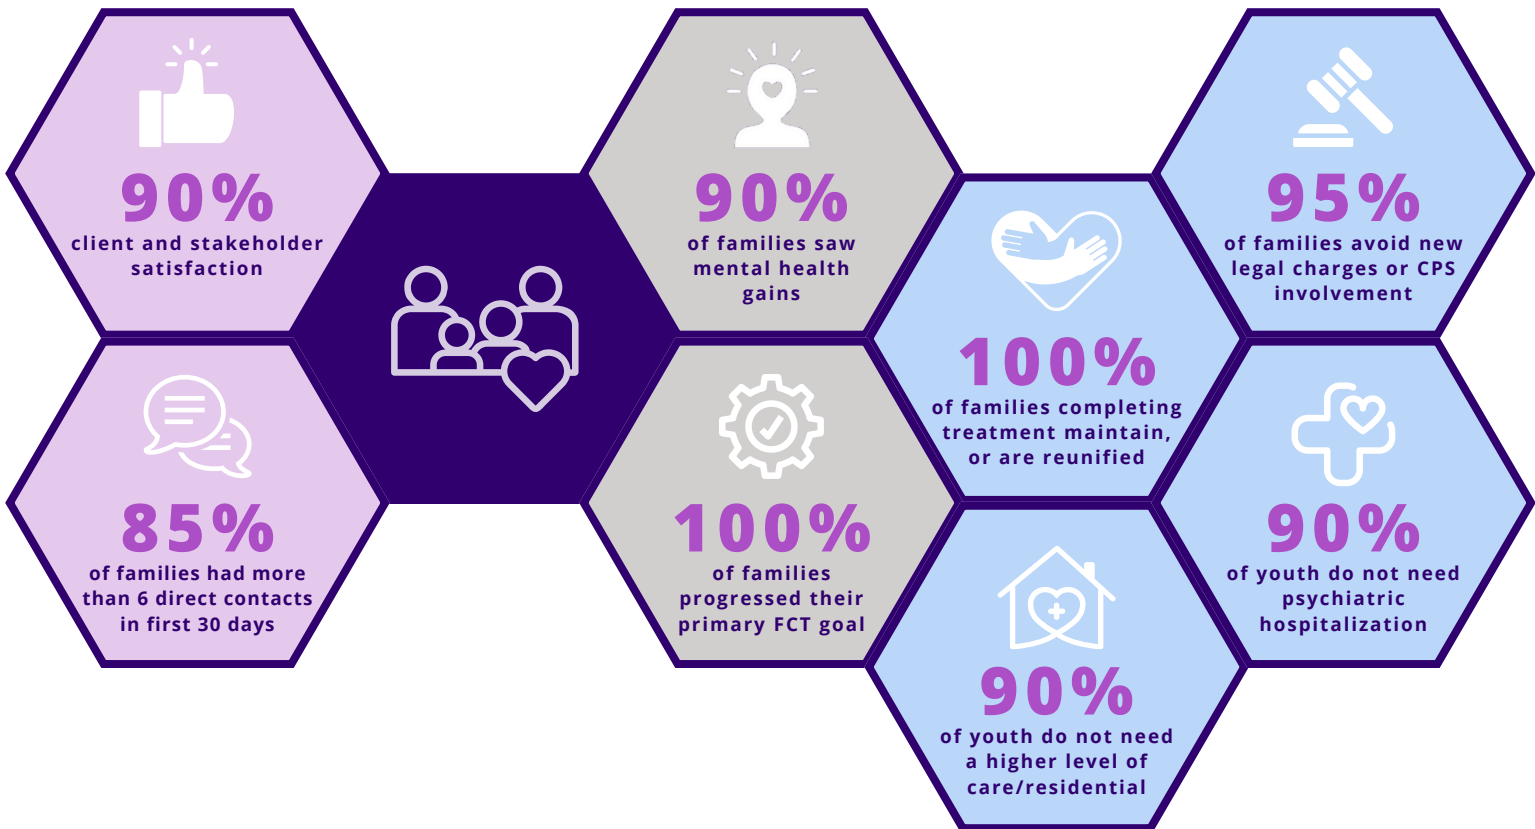 90%
client and stakeholder
satisfaction
85%
of families had more
than 6 direct contacts
in first 30 days
90%
of families saw
mental health
gains
100%
of families
progressed their
primary FCT goal
100%
of families completing
treatment maintain,
or are reunified
90%
of youth do not need
a higher level of
care/residential
95%
of families avoid new
legal charges or CPS
involvement
90%
of youth do not need
psychiatric
hospitalization